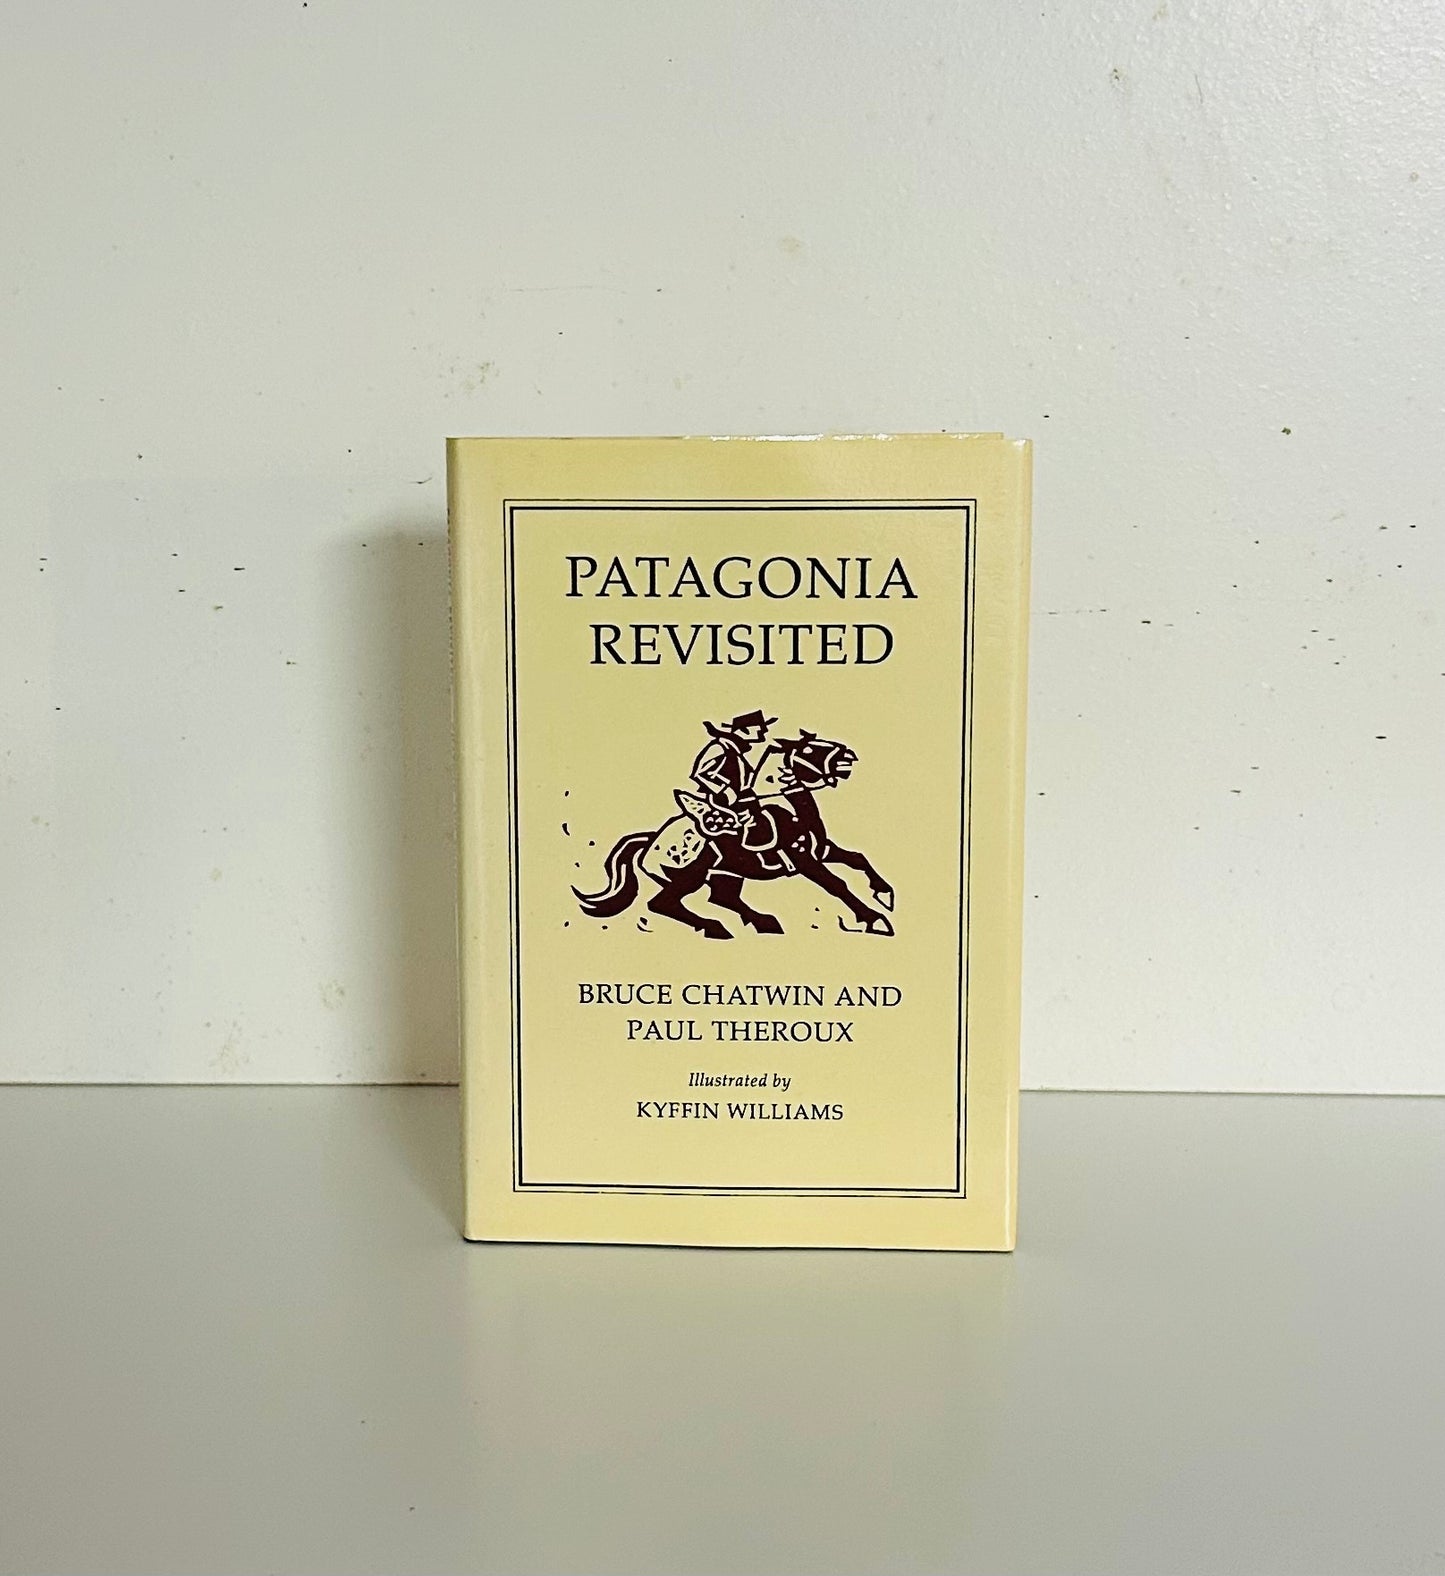 PATAGONIA
REVISITED
BRUCE CHATWIN AND
PAUL THEROUX
Illustrated by
KYFFIN WILLIAMS